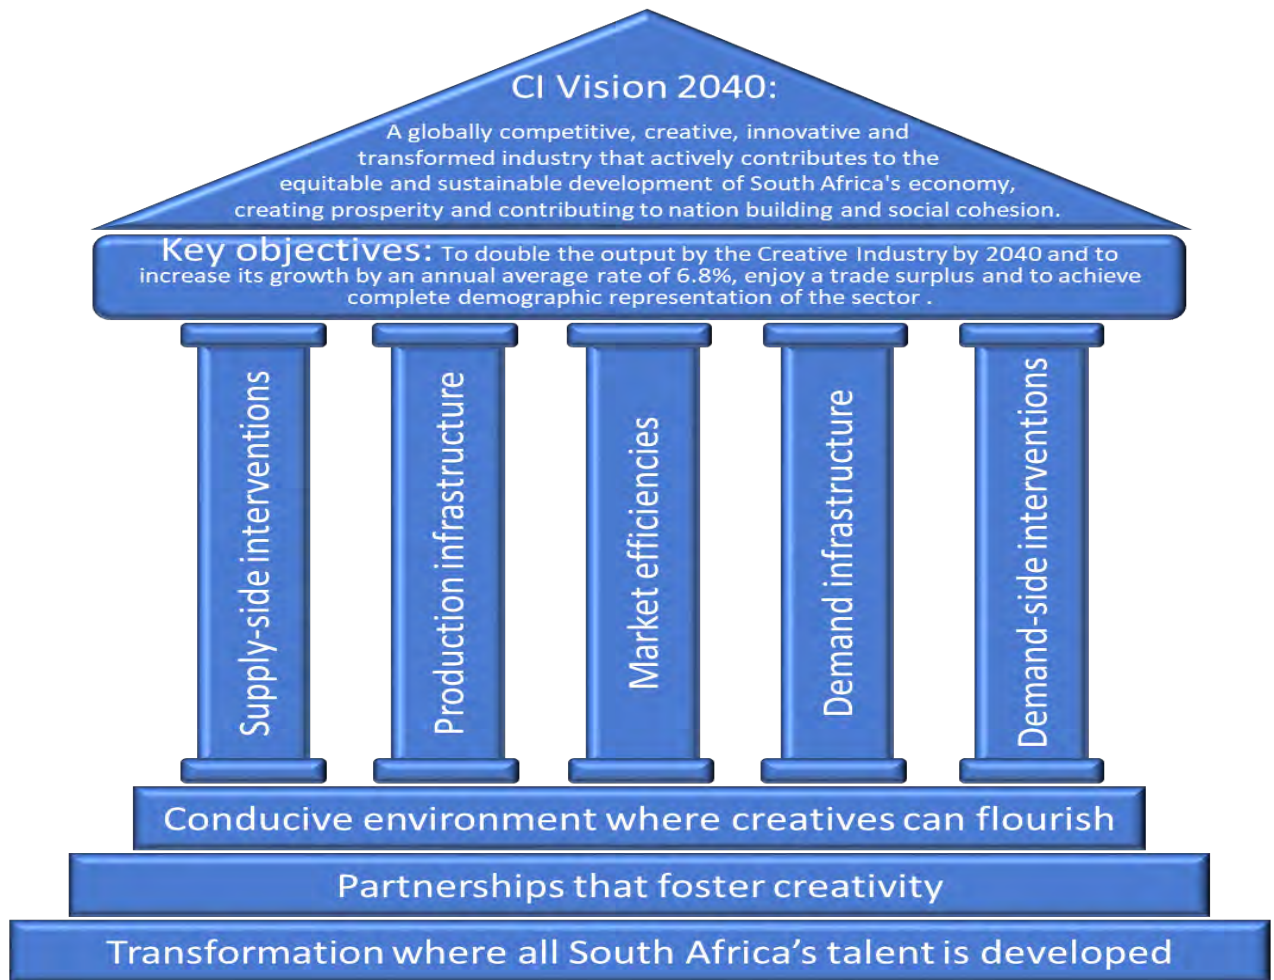 CI Vision 2040:
A globally competitive, creative, innovative and
transformed industry that actively contributes to the
equitable and sustainable development of South Africa's economy,
creating prosperity and contributing to nation building and social cohesion.
Key objectives: To double the output by the Creative Industry by 2040 and to
increase its growth by an annual average rate of 6.8%, enjoy a trade surplus and to achieve
complete demographic representation of the sector .
Supply-side interventions
Production infrastructure
Market efficiencies
Demand infrastructure
Demand-side interventions
Conducive environment where creatives can flourish
Partnerships that foster creativity
Transformation where all South Africa’s talent is developed